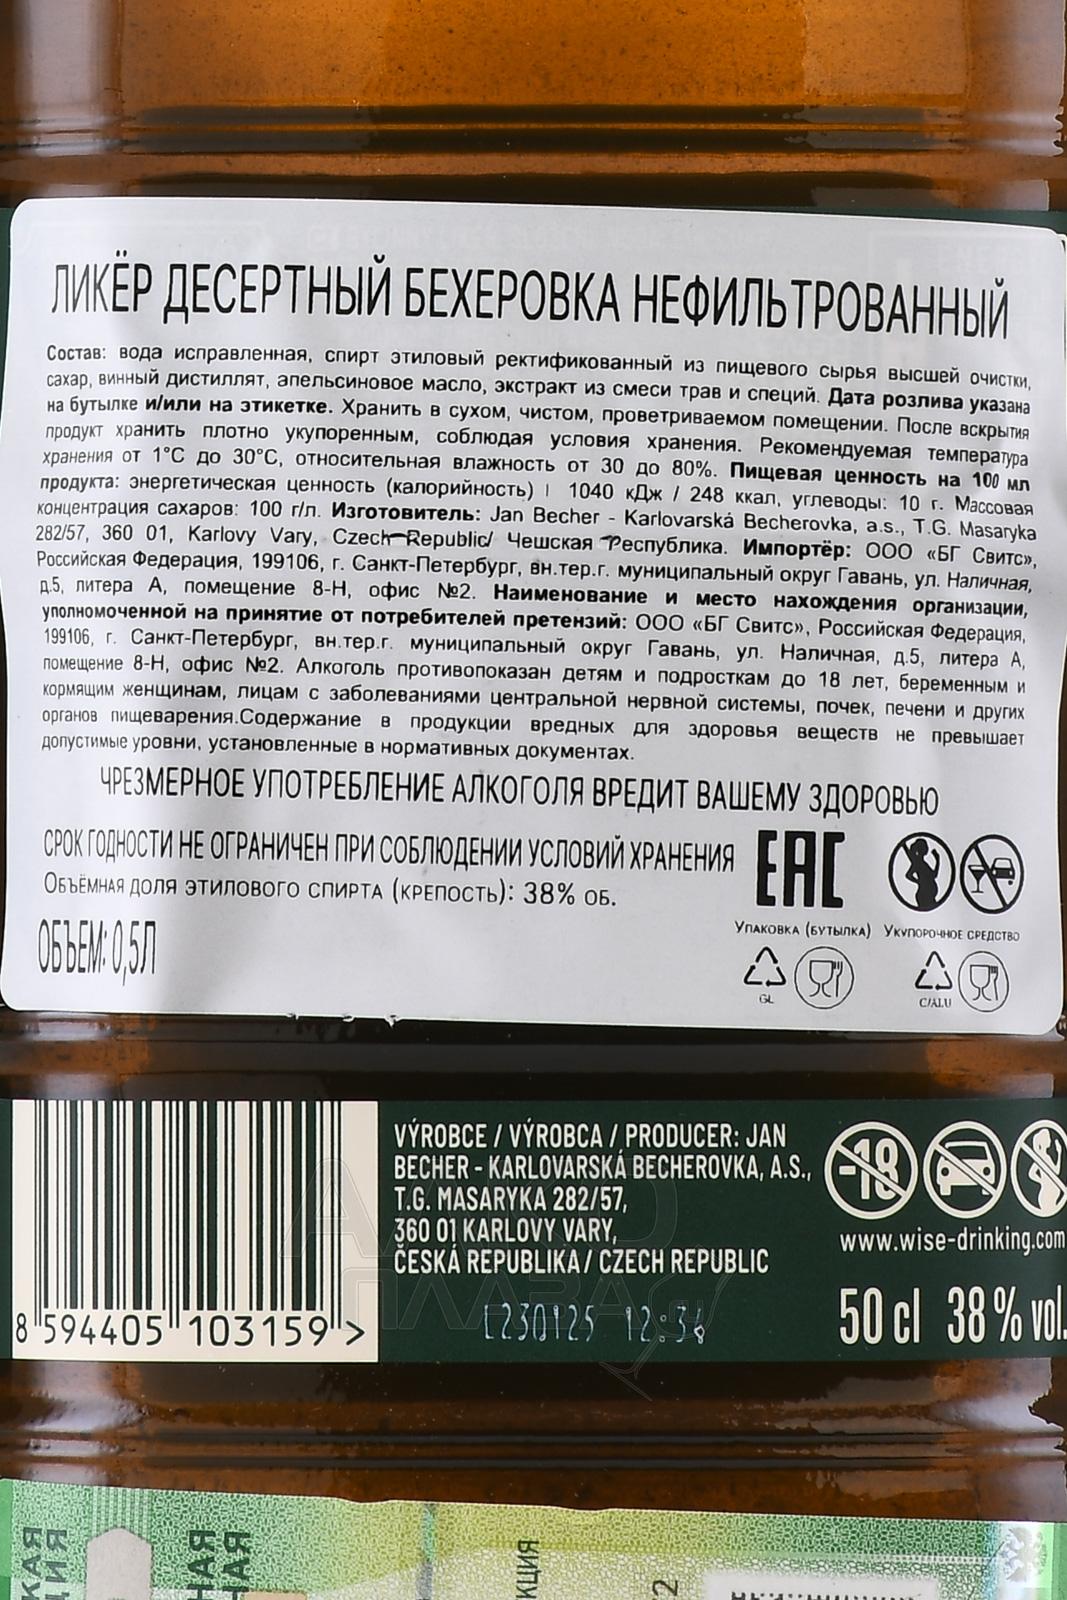 ЛИКЁР ДЕСЕРТНЫЙ БЕХЕРОВКА НЕФИЛЬТРОВАННЫЙ
Состав: вода исправленная, спирт этиловый ректификованный из пищевого сырья высшей очистки,
сахар, винный дистиллят, апельсиновое масло, экстракт из смеси трав и специй. Дата розлива указана
на бутылке и/или на этикетке. Хранить в сухом, чистом, проветриваемом помещении. После вскрытия
продукт хранить плотно укупоренным, соблюдая условия хранения. Рекомендуемая температура
хранения от 1°С до 30°С, относительная влажность от 30 до 80%. Пищевая ценность на 100 мл
продукта: энергетическая ценность (калорийность) | 1040 кДж / 248 ккал, углеводы: 10 г. Массовая
концентрация сахаров: 100 г/л. Изготовитель: Jan Becher - Karlovarská Becherovka, a.s., T.G. Masaryka
282/57, 360 01, Karlovy Vary, Czech Republic/ Чешская Республика. Импортёр: ООО «БГ Свитс»,
Российская Федерация, 199106, г. Санкт-Петербург, вн.тер.г. муниципальный округ Гавань, ул. Наличная,
д.5, литера А, помещение 8-Н, офис №2. Наименование и место нахождения организации,
уполномоченной на принятие от потребителей претензий: ООО «БГ Свитс», Российская Федерация,
199106, г. Санкт-Петербург, вн.тер.г. муниципальный округ Гавань, ул. Наличная, д.5, литера А,
помещение 8-Н, офис №2. Алкоголь противопоказан детям и подросткам до 18 лет, беременным и
кормящим женщинам, лицам с заболеваниями центральной нервной системы, почек, печени и других
органов пищеварения.Содержание в продукции вредных для здоровья веществ не превышает
допустимые уровни, установленные в нормативных документах.
ЧРЕЗМЕРНОЕ УПОТРЕБЛЕНИЕ АЛКОГОЛЯ ВРЕДИТ ВАШЕМУ ЗДОРОВЬЮ
СРОК ГОДНОСТИ НЕ ОГРАНИЧЕН ПРИ СОБЛЮДЕНИИ УСЛОВИЙ ХРАНЕНИЯ
ОБЪЁМНАЯ ДОЛЯ ЭТИЛОВОГО СПИРТА (КРЕПОСТЬ): 38% ОБ.
ОБЪЕМ: 0,5Л
EAC
УПАКОВКА (БУТЫЛКА) УКУПОРОЧНОЕ СРЕДСТВО
GL C/ALU
VÝROBCE / VÝROBCA / PRODUCER: JAN
BECHER - KARLOVARSKÁ BECHEROVKA, A.S.,
T.G. MASARYKA 282/57,
360 01 KARLOVY VARY,
ČESKÁ REPUBLIKA / CZECH REPUBLIC
-18
www.wise-drinking.com
50 cl 38 % vol.
8 594405 103159 >
L230125 12:34
АЛКО
ПЛАЗА.ru